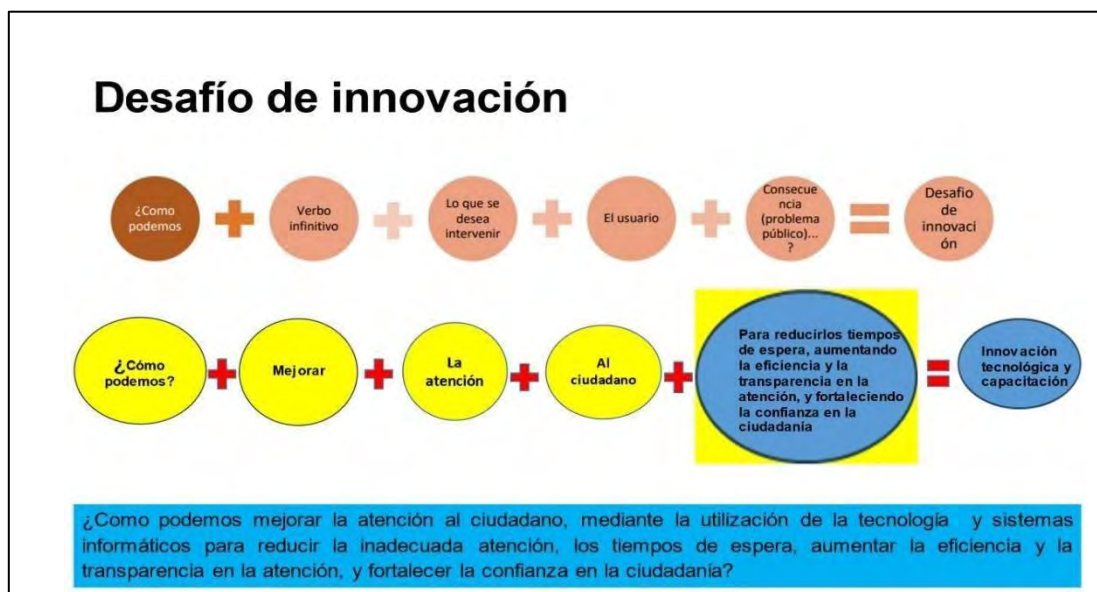 Desafío de innovación
¿Como
podemos
Verbo
infinitivo
Lo que se
desea
intervenir
El usuario
Consecue
ncia
(problema
público)...
?
Desafio
de
innovaci
ón
¿Cómo
podemos?
Mejorar
La
atención
Al
ciudadano
Para reducirlos tiempos
de espera, aumentando
la eficiencia y la
transparencia en la
atención, y fortaleciendo
la confianza en la
ciudadanía
Innovación
tecnológica y
capacitación
¿Como podemos mejorar la atención al ciudadano, mediante la utilización de la tecnología y sistemas
informáticos para reducir la inadecuada atención, los tiempos de espera, aumentar la eficiencia y la
transparencia en la atención, y fortalecer la confianza en la ciudadanía?